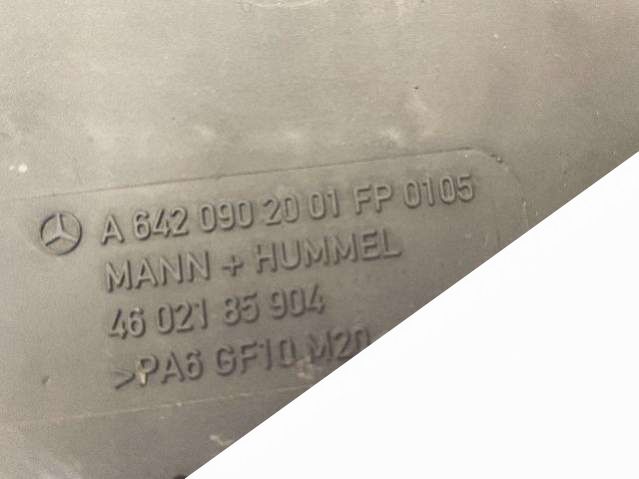 A 642 090 20 01 FP 0105
MANN + HUMMEL
46 021 85 904
>PA6 GF10 M20